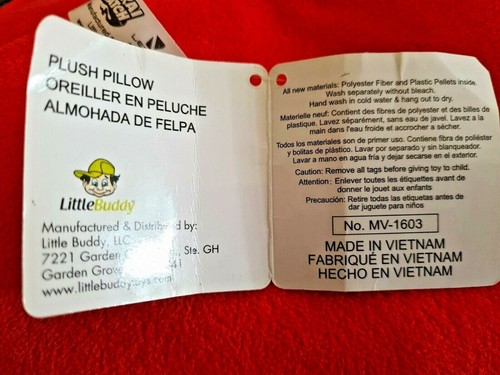 PLUSH PILLOW
OREILLER EN PELUCHE
ALMOHADA DE FELPA
LittleBuddy
Manufactured & Distributed by:
Little Buddy, LLC
7221 Garden Ste. GH
Garden Grove 41
www.littlebuddytoys.com
All new materials: Polyester Fiber and Plastic Pellets inside.
Wash separately without bleach.
Hand wash in cold water & hang out to dry.
Materielle neuf: Contient des fibres de polyester et des billes de
plastique. Lavez séparément, sans eau de javel. Lavez a la
main dans l'eau froide et accrocher a sécher.
Todos los materiales son de primer uso. Contiene fibra de poliéster
y bolitas de plástico. Lavar por separado y sin blanqueador.
Lavar a mano en agua fria y dejar secarse en el exterior.
Caution: Remove all tags before giving toy to child.
Attention: Enlever toutes les étiquettes avant de
donner le jouet aux enfants
Precaución: Retire todas las etiquetas antes de
dar juguete para niños
No. MV-1603
MADE IN VIETNAM
FABRIQUÉ EN VIETNAM
HECHO EN VIETNAM